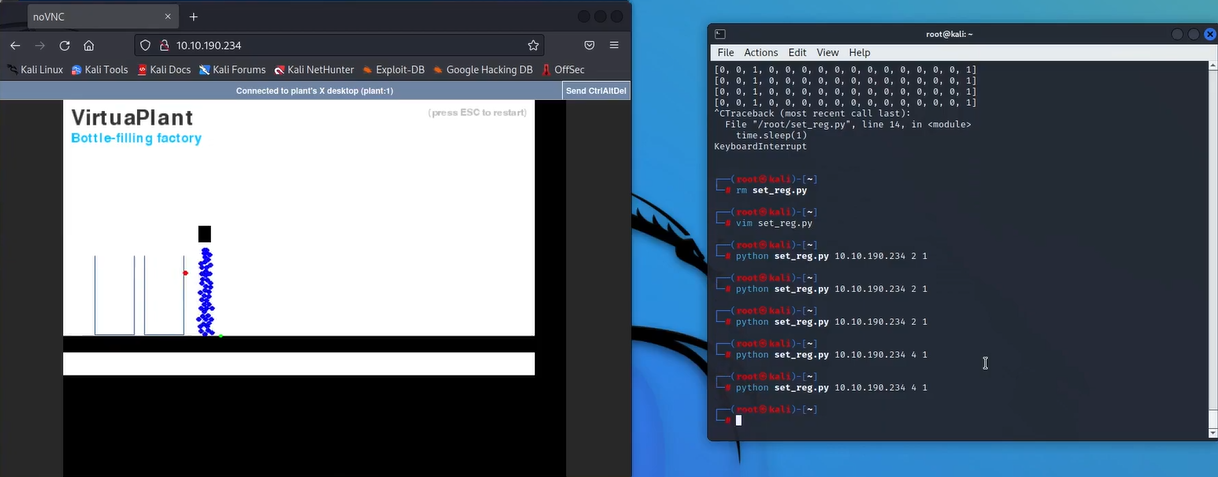 noVNC
10.10.190.234
Kali Linux Kali Tools Kali Docs Kali Forums Kali NetHunter Exploit-DB Google Hacking DB OffSec
Connected to plant's X desktop (plant:1)
Send CtrlAltDel
VirtuaPlant
(press ESC to restart)
Bottle-filling factory
root@kali: ~
File Actions Edit View Help
[0, 0, 1, 0, 0, 0, 0, 0, 0, 0, 0, 0, 0, 0, 0, 1]
[0, 0, 1, 0, 0, 0, 0, 0, 0, 0, 0, 0, 0, 0, 0, 1]
[0, 0, 1, 0, 0, 0, 0, 0, 0, 0, 0, 0, 0, 0, 0, 1]
[0, 0, 1, 0, 0, 0, 0, 0, 0, 0, 0, 0, 0, 0, 0, 1]
^CTraceback (most recent call last):
  File "/root/set_reg.py", line 14, in <module>
    time.sleep(1)
KeyboardInterrupt
┌──(root㉿kali)-[~]
└─# rm set_reg.py
┌──(root㉿kali)-[~]
└─# vim set_reg.py
┌──(root㉿kali)-[~]
└─# python set_reg.py 10.10.190.234 2 1
┌──(root㉿kali)-[~]
└─# python set_reg.py 10.10.190.234 2 1
┌──(root㉿kali)-[~]
└─# python set_reg.py 10.10.190.234 2 1
┌──(root㉿kali)-[~]
└─# python set_reg.py 10.10.190.234 4 1
┌──(root㉿kali)-[~]
└─# python set_reg.py 10.10.190.234 4 1
┌──(root㉿kali)-[~]
└─#